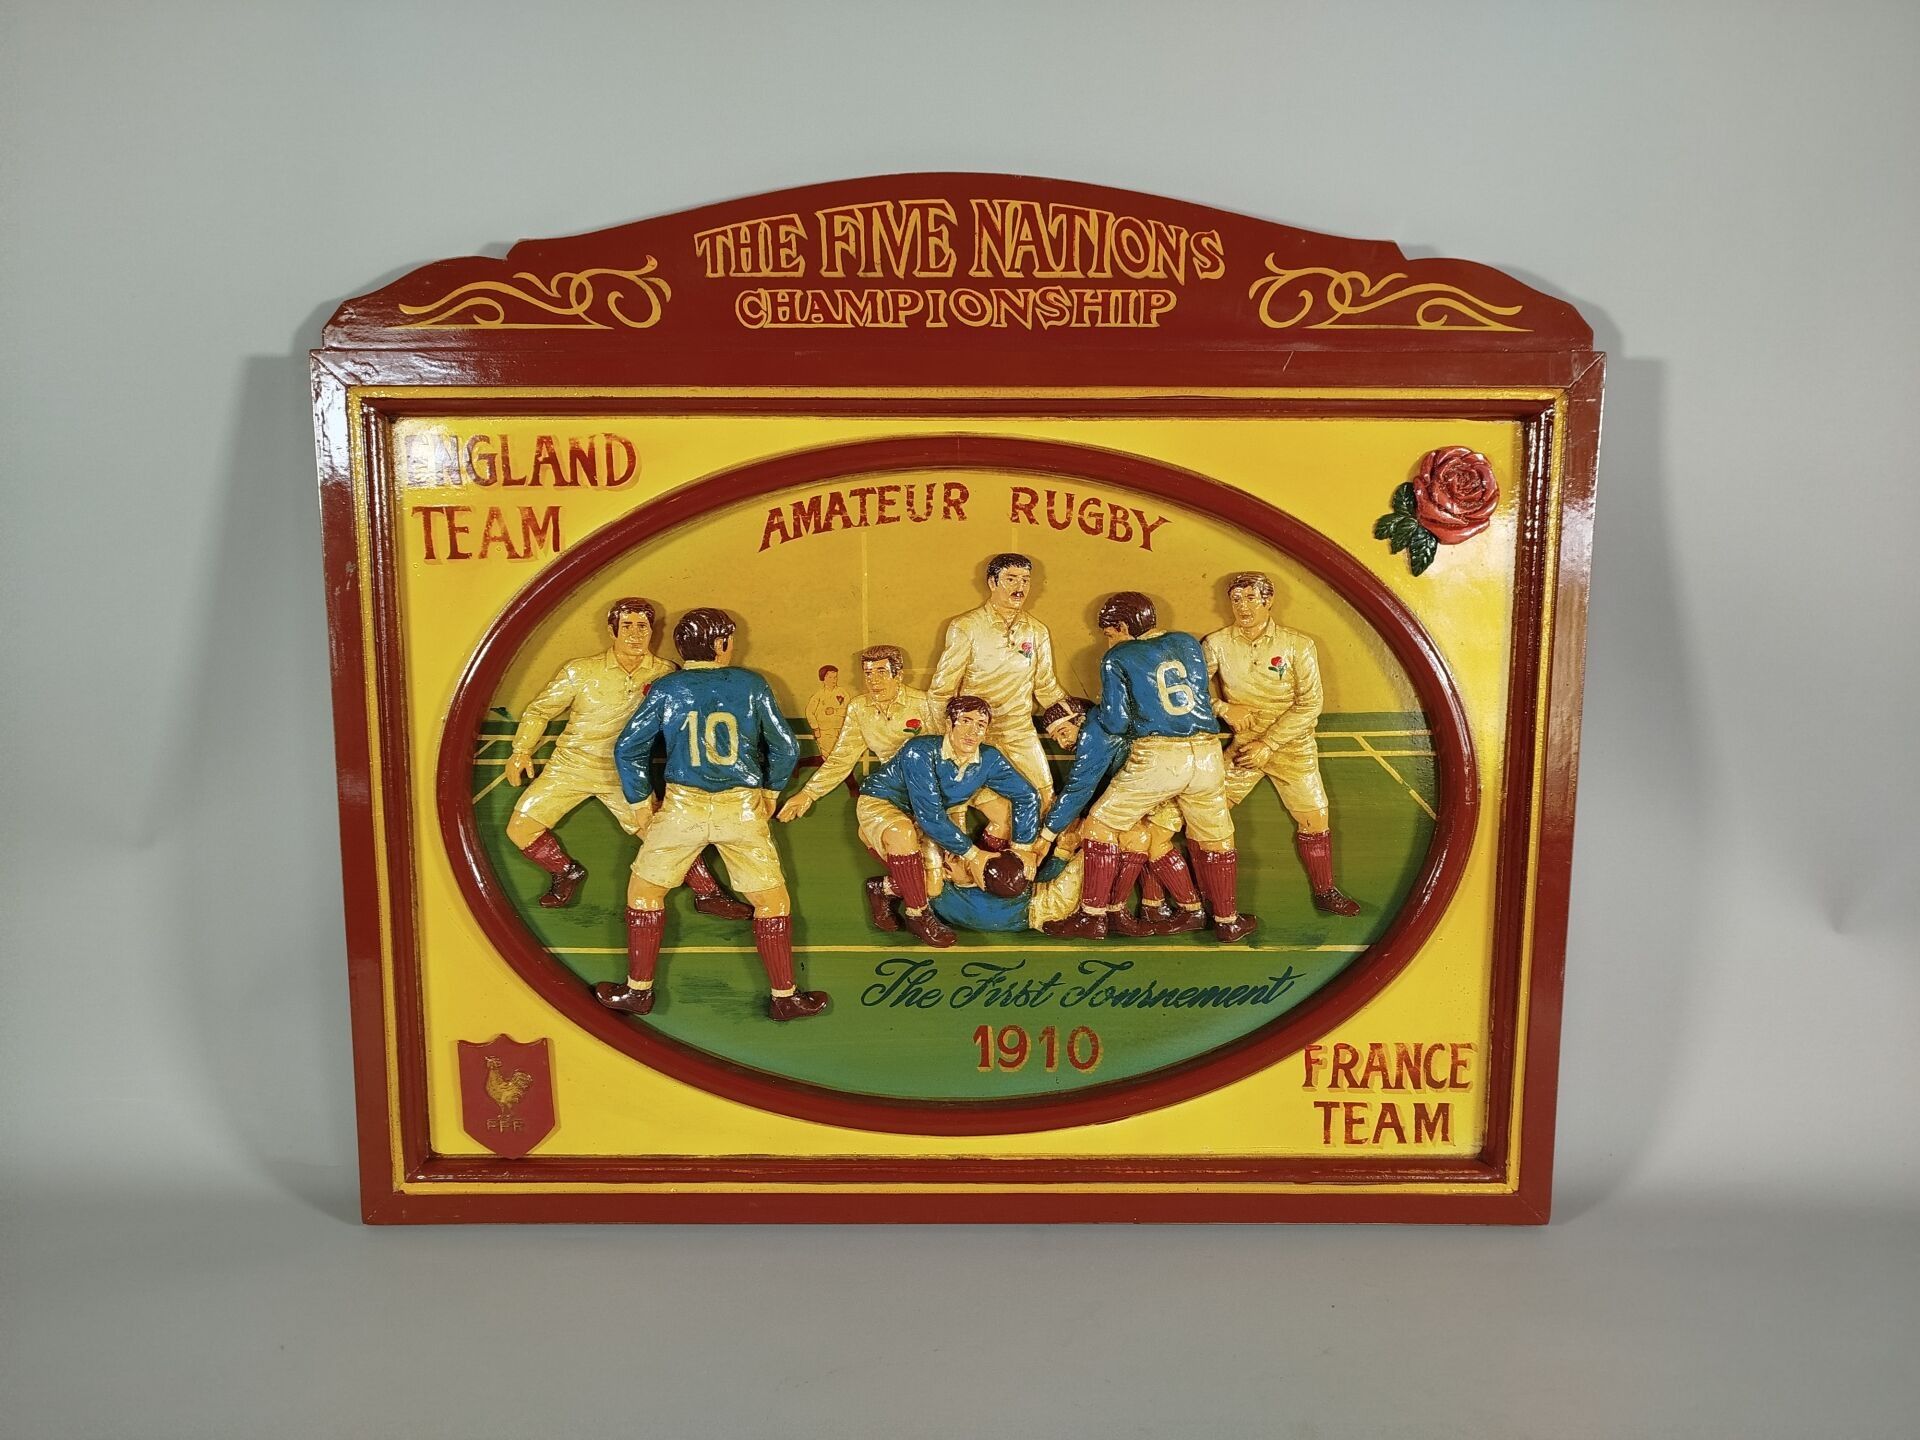 THE FIVE NATIONS
CHAMPIONSHIP
ENGLAND
TEAM
AMATEUR RUGBY
10
6
The First Tournement
1910
FFR
FRANCE
TEAM